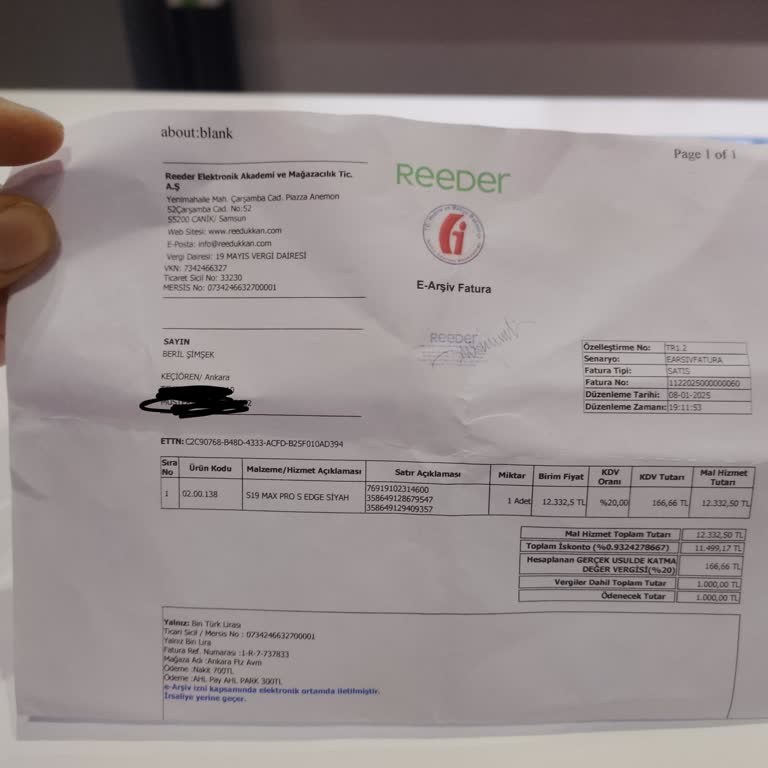 about:blank
Page 1 of 1
Reeder Elektronik Akademi ve Mağazacılık Tic.
A.Ş
Yenimahalle Mah. Çarşamba Cad. Piazza Anemon
52Çarşamba Cad. No:52
55200 CANİK/ Samsun
Web Sitesi: www.reedukkan.com
E-Posta: info@reedukkan.com
Vergi Dairesi: 19 MAYIS VERGİ DAİRESİ
VKN: 7342466327
Ticaret Sicil No: 33230
MERSİS No: 0734246632700001
REEDER
E-Arşiv Fatura
REEDER
SAYIN
BERİL ŞİMŞEK
KEÇİÖREN/ Ankara
Özelleştirme No: TR1.2
Senaryo: EARSIVFATURA
Fatura Tipi: SATIS
Fatura No: 1122025000000060
Düzenleme Tarihi: 08-01-2025
Düzenleme Zamanı: 19:11:53
ETTN: C2C90768-B48D-4333-ACFD-B25F010AD394
Sıra No Ürün Kodu Malzeme/Hizmet Açıklaması Satır Açıklaması Miktar Birim Fiyat KDV Oranı KDV Tutarı Mal Hizmet Tutarı
1 02.00.138 S19 MAX PRO S EDGE SİYAH 76919102314600 358649128679547 358649129409357 1 Adet 12.332,5 TL %20,00 166,66 TL 12.332,50 TL
Mal Hizmet Toplam Tutarı 12.332,50 TL
Toplam İskonto (%0.9324278667) 11.499,17 TL
Hesaplanan GERÇEK USULDE KATMA
DEĞER VERGİSİ(%20) 166,66 TL
Vergiler Dahil Toplam Tutar 1.000,00 TL
Ödenecek Tutar 1.000,00 TL
Yalnız: Bin Türk Lirası
Ticari Sicil / Mersis No : 0734246632700001
Yalnız Bin Lira
Fatura Ref. Numarası :1-R-7-737833
Mağaza Adı :Ankara Ftz Avm
Ödeme :Nakit 700TL
Ödeme :AHL Pay AHL PARK 300TL
e-Arşiv izni kapsamında elektronik ortamda iletilmiştir.
İrsaliye yerine geçer.